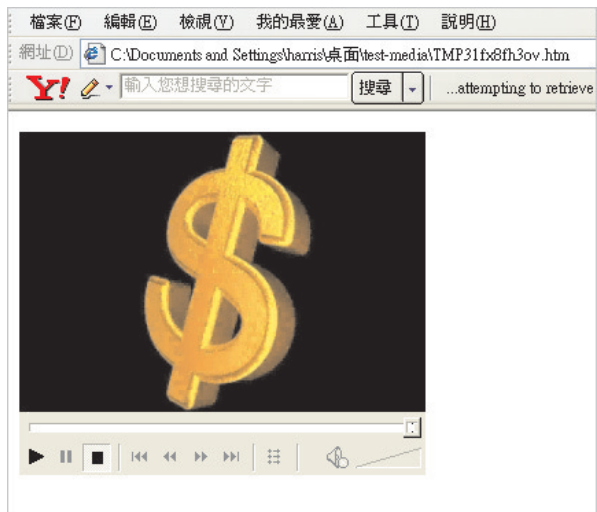 檔案(F) 編輯(E) 檢視(V) 我的最愛(A) 工具(T) 說明(H)
網址(D) C:\Documents and Settings\harris\桌面\test-media\TMP31fx8fh3ov.htm
Y! 輸入您想搜尋的文字 搜尋 ...attempting to retrieve
$